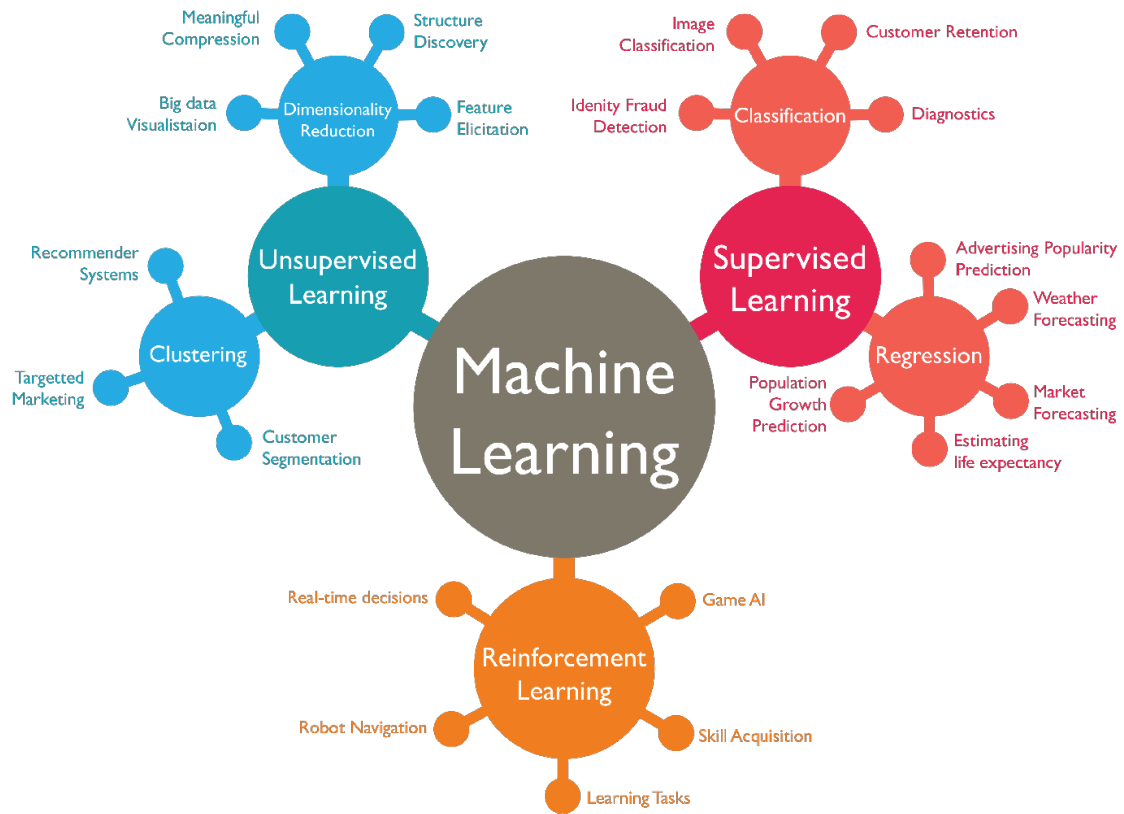 Meaningful
Compression
Structure
Discovery
Big data
Visualistaion
Dimensionality
Reduction
Feature
Elicitation
Unsupervised
Learning
Recommender
Systems
Clustering
Targetted
Marketing
Customer
Segmentation
Image
Classification
Customer Retention
Idenity Fraud
Detection
Classification
Diagnostics
Supervised
Learning
Advertising Popularity
Prediction
Weather
Forecasting
Regression
Population
Growth
Prediction
Market
Forecasting
Estimating
life expectancy
Machine
Learning
Real-time decisions
Game AI
Reinforcement
Learning
Robot Navigation
Skill Acquisition
Learning Tasks